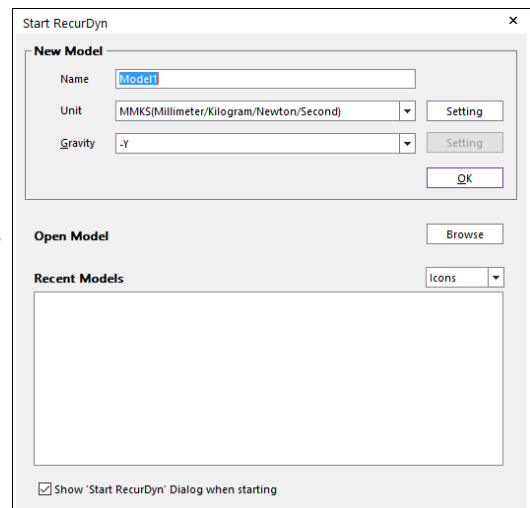 Start RecurDyn
New Model
Name Model1
Unit MMKS(Millimeter/Kilogram/Newton/Second) Setting
Gravity -Y Setting
OK
Open Model Browse
Recent Models Icons
Show 'Start RecurDyn' Dialog when starting